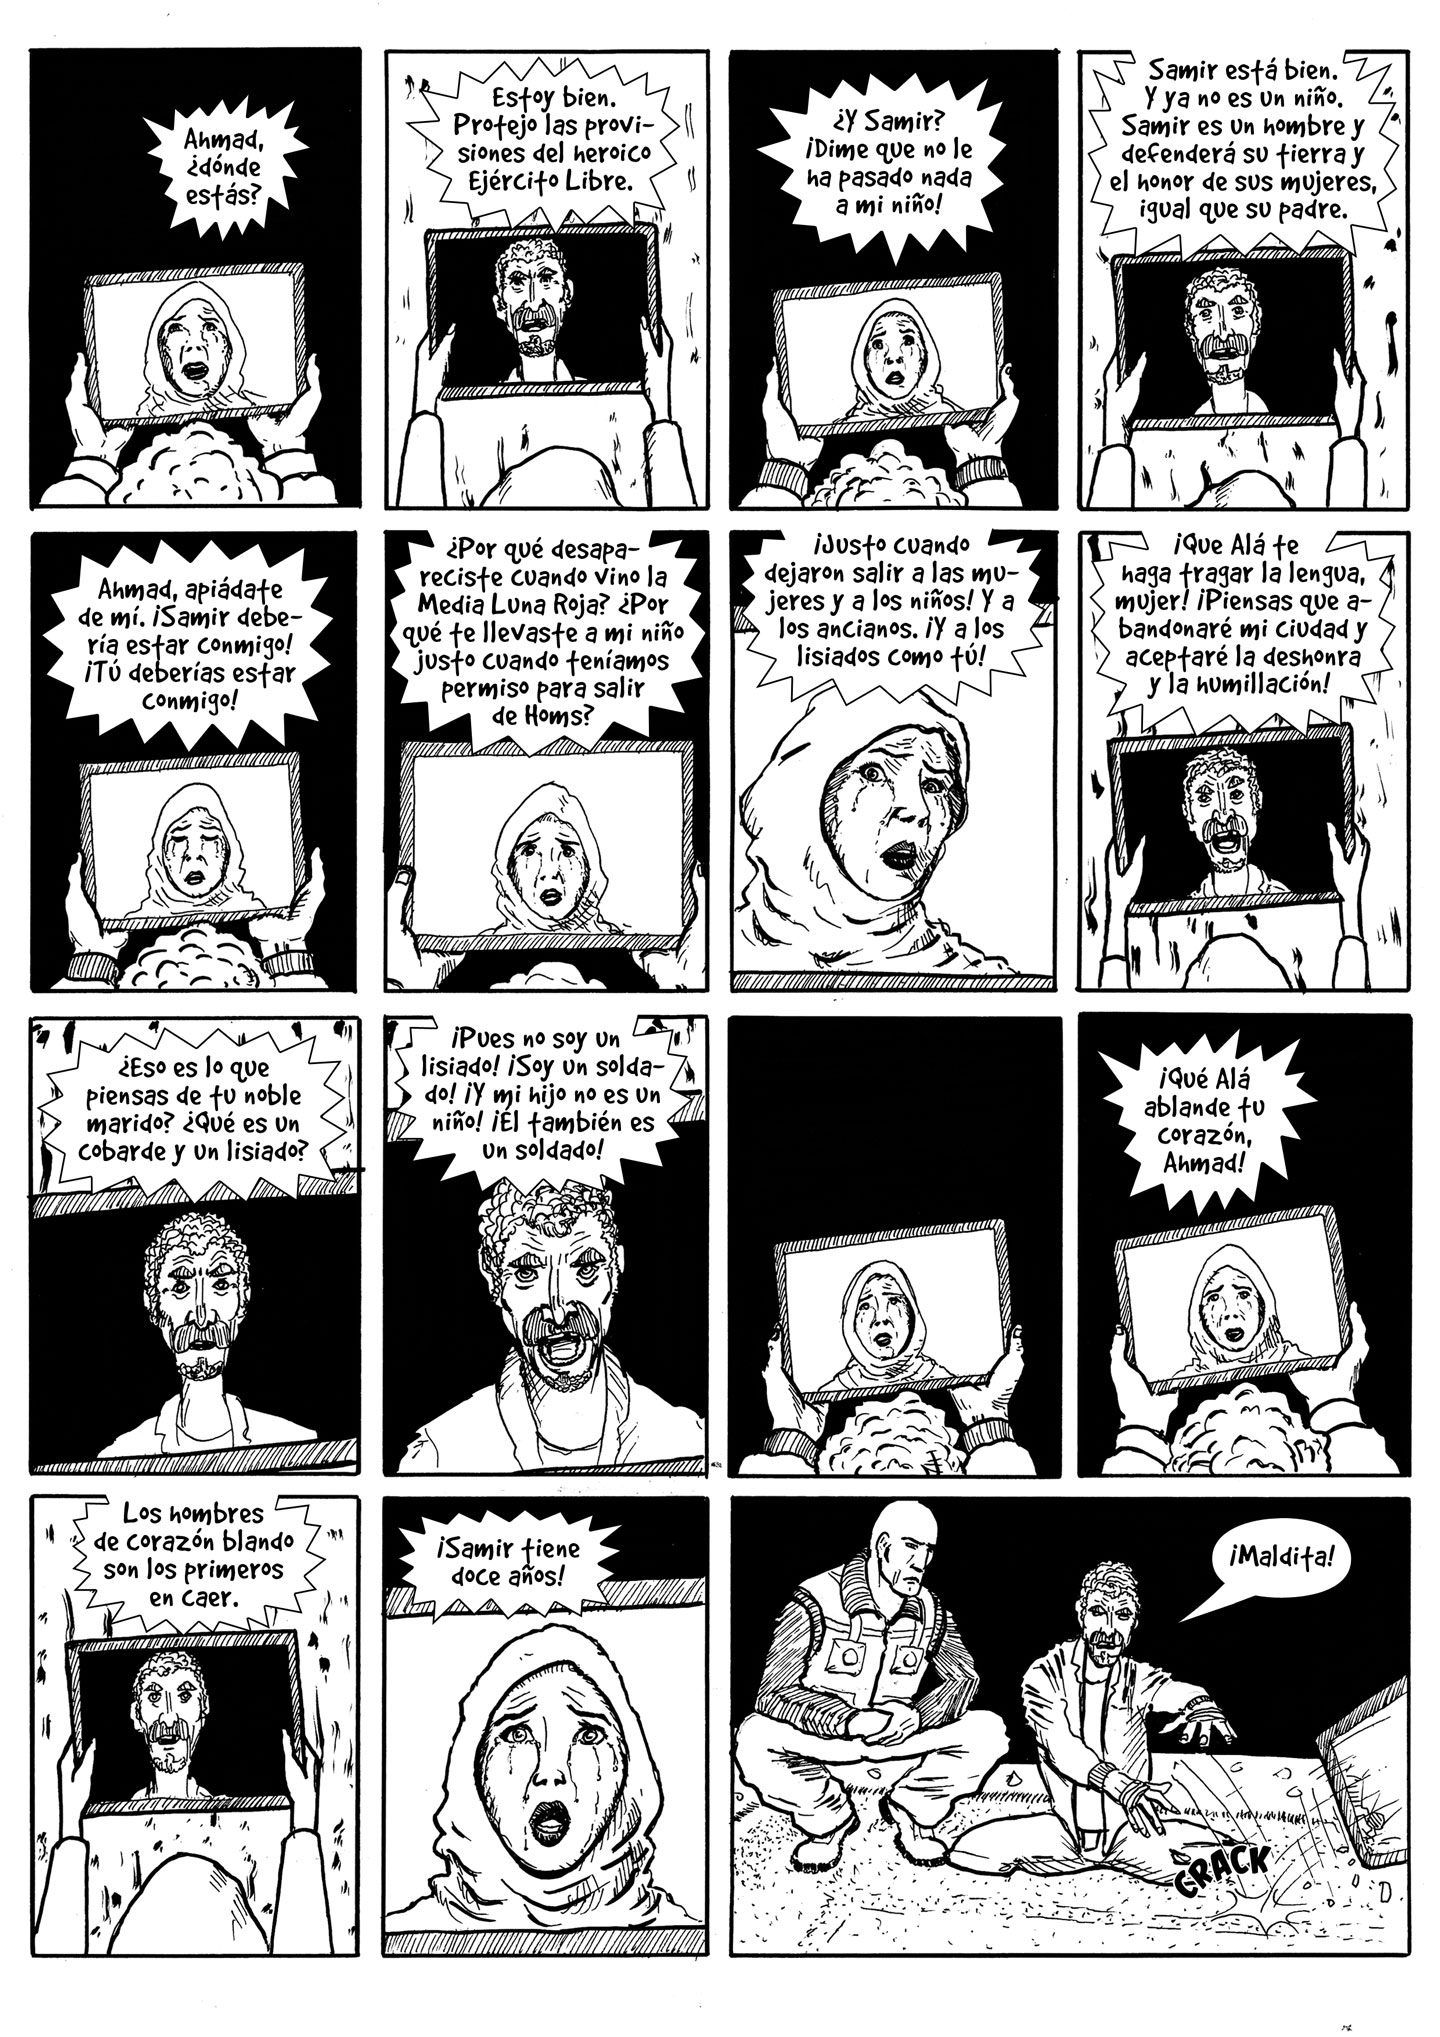 Ahmad,
¿dónde
estás?
Estoy bien.
Protejo las provi-
siones del heroico
Ejército Libre.
¿Y Samir?
¡Dime que no le
ha pasado nada
a mi niño!
Samir está bien.
Y ya no es un niño.
Samir es un hombre y
defenderá su tierra y
el honor de sus mujeres,
igual que su padre.
Ahmad, apiádate
de mí. ¡Samir debe-
ría estar conmigo!
¡Tú deberías estar
conmigo!
¿Por qué desapa-
reciste cuando vino la
Media Luna Roja? ¿Por
qué te llevaste a mi niño
justo cuando teníamos
permiso para salir
de Homs?
¡Justo cuando
dejaron salir a las mu-
jeres y a los niños! Y a
los ancianos. ¡Y a los
lisiados como tú!
¡Que Alá te
haga tragar la lengua,
mujer! ¡Piensas que a-
bandonaré mi ciudad y
aceptaré la deshonra
y la humillación!
¿Eso es lo que
piensas de tu noble
marido? ¿Qué es un
cobarde y un lisiado?
¡Pues no soy un
lisiado! ¡Soy un solda-
do! ¡Y mi hijo no es un
niño! ¡Él también es
un soldado!
¡Qué Alá
ablande tu
corazón,
Ahmad!
Los hombres
de corazón blando
son los primeros
en caer.
¡Samir tiene
doce años!
¡Maldita!
CRACK